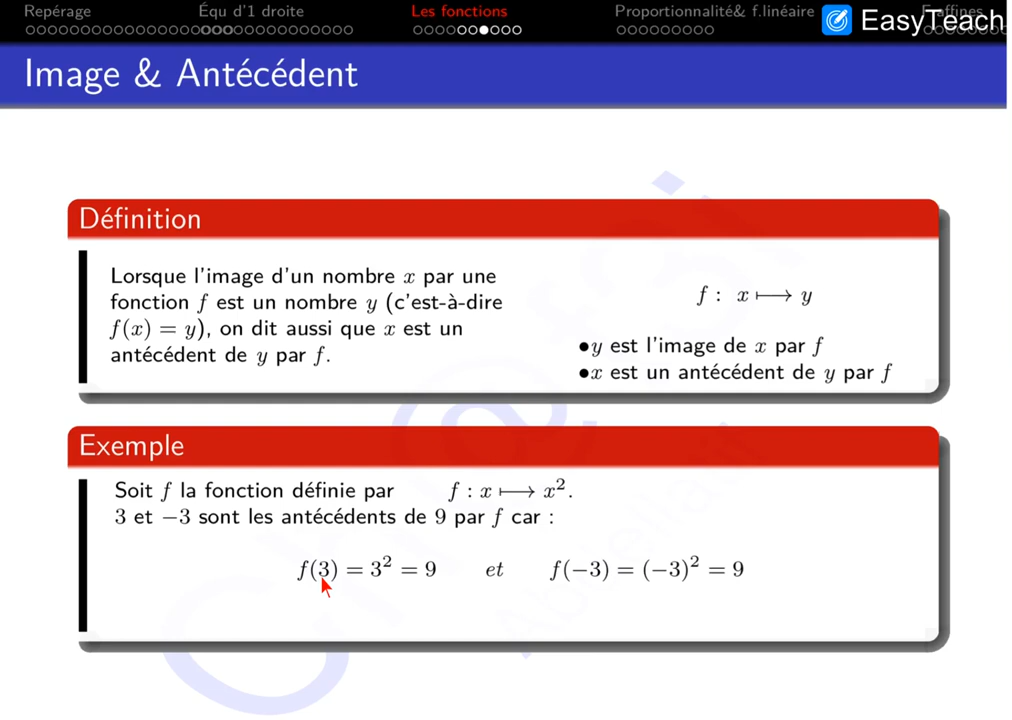 Repérage
Équ d'1 droite
Les fonctions
Proportionnalité& f.linéaire
EasyTeach
Image & Antécédent
Définition
Lorsque l'image d'un nombre x par une
fonction f est un nombre y (c'est-à-dire
f(x) = y), on dit aussi que x est un
antécédent de y par f.
f : x ⟼ y
●y est l'image de x par f
●x est un antécédent de y par f
Exemple
Soit f la fonction définie par f : x ⟼ x².
3 et −3 sont les antécédents de 9 par f car :
f(3) = 3² = 9 et f(−3) = (−3)² = 9